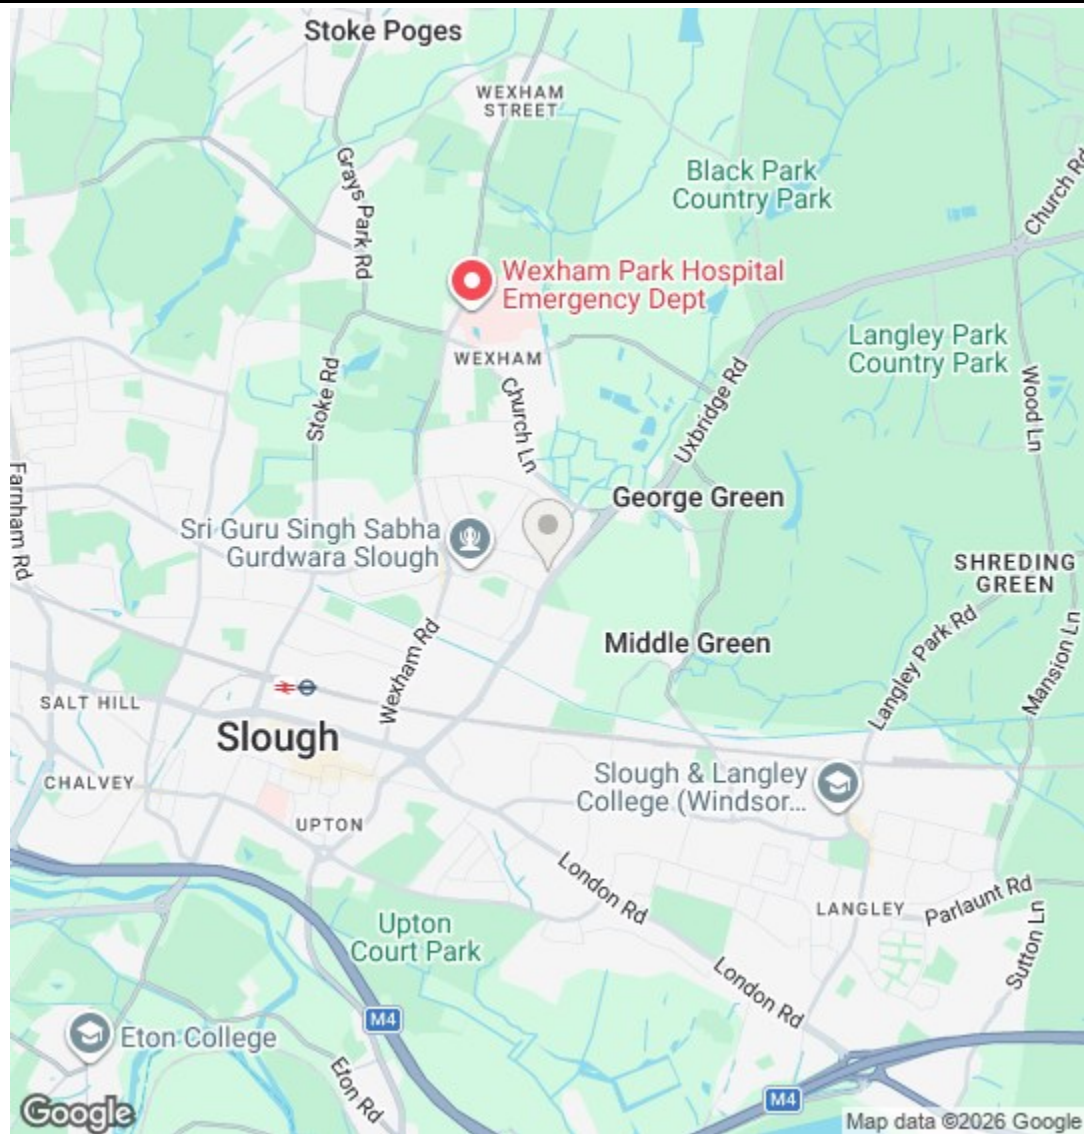 Stoke Poges
WEXHAM
STREET
Grays Park Rd
Black Park
Country Park
Church Rd
Wexham Park Hospital
Emergency Dept
Langley Park
Country Park
WEXHAM
Stoke Rd
Church Ln
Uxbridge Rd
Wood Ln
Farnham Rd
George Green
Sri Guru Singh Sabha
Gurdwara Slough
SHREDING
GREEN
Wexham Rd
Middle Green
Langley Park Rd
Mansion Ln
SALT HILL
Slough
CHALVEY
Slough & Langley
College (Windsor...
UPTON
London Rd
LANGLEY
Parlaunt Rd
Upton
Court Park
Sutton Ln
London Rd
M4
Eton College
Eton Rd
M4
Google
Map data ©2026 Google